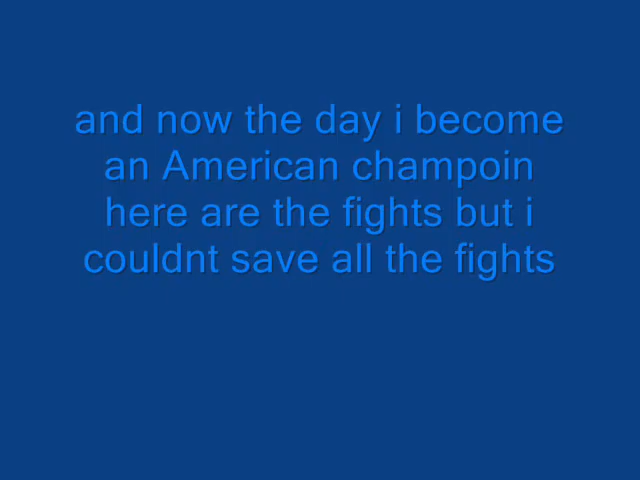 and now the day i become
an American champoin
here are the fights but i
couldnt save all the fights